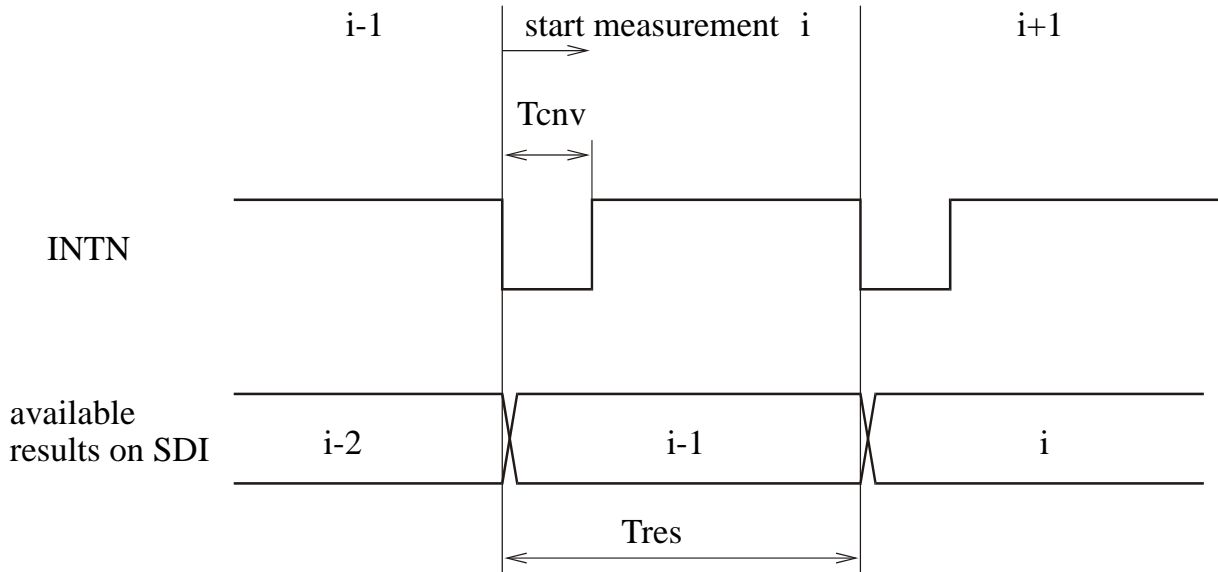 i-1 start measurement i i+1
Tcnv
INTN
available
results on SDI i-2 i-1 i
Tres